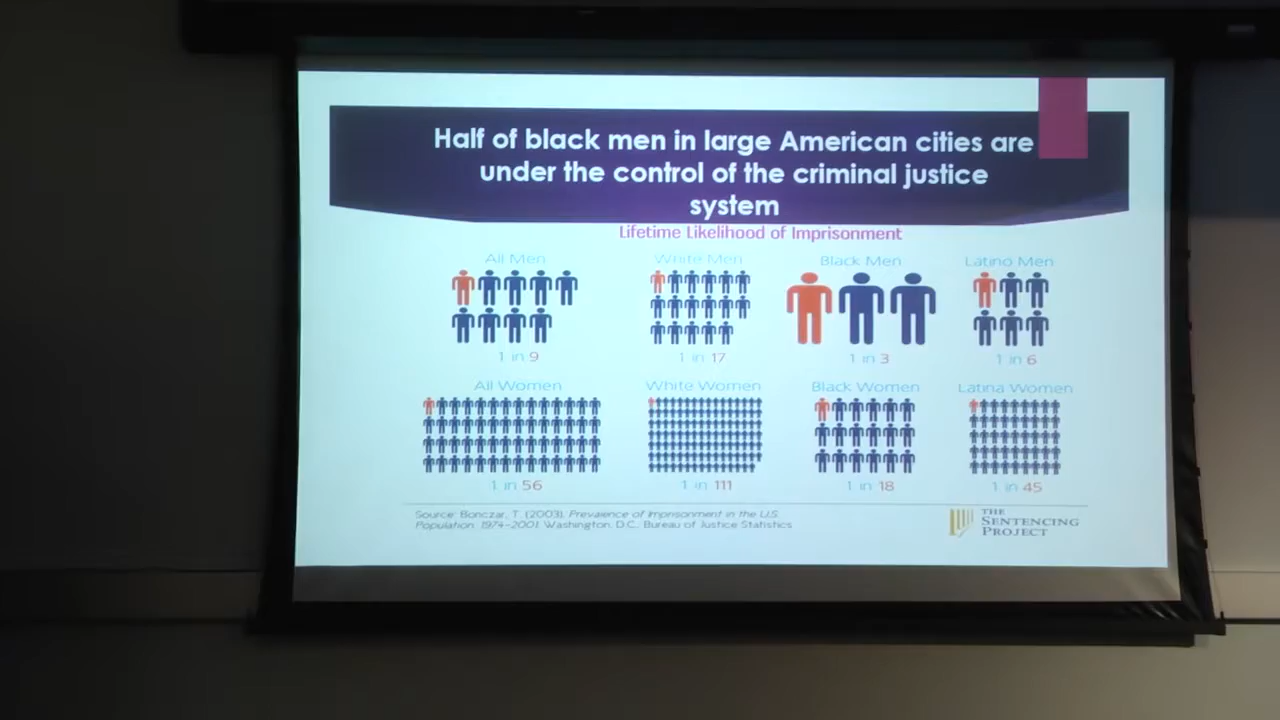 Half of black men in large American cities are
under the control of the criminal justice
system
Lifetime Likelihood of Imprisonment
All Men
White Men
Black Men
Latino Men
1 in 9
1 in 17
1 in 3
1 in 6
All Women
White Women
Black Women
Latina Women
1 in 56
1 in 111
1 in 18
1 in 45
Source: Bonczar, T. (2003). Prevalence of Imprisonment in the U.S.
Population, 1974-2001. Washington, D.C.: Bureau of Justice Statistics
THE
SENTENCING
PROJECT